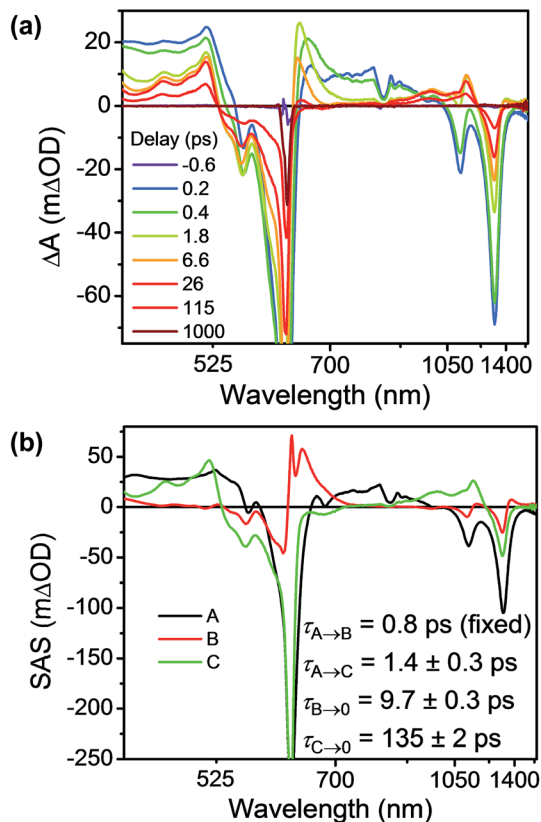 (a)
20
0
-20
-40
-60
ΔA (mΔOD)
Delay (ps)
-0.6
0.2
0.4
1.8
6.6
26
115
1000
525 700 1050 1400
Wavelength (nm)
(b)
50
0
-50
-100
-150
-200
-250
SAS (mΔOD)
A
B
C
τA→B = 0.8 ps (fixed)
τA→C = 1.4 ± 0.3 ps
τB→0 = 9.7 ± 0.3 ps
τC→0 = 135 ± 2 ps
525 700 1050 1400
Wavelength (nm)